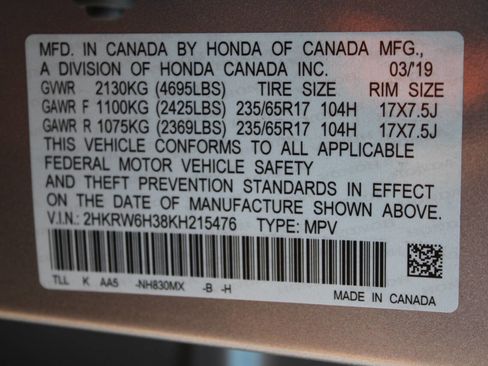 MFD. IN CANADA BY HONDA OF CANADA MFG.,
A DIVISION OF HONDA CANADA INC. 03/'19
GVWR 2130KG (4695LBS) TIRE SIZE RIM SIZE
GAWR F 1100KG (2425LBS) 235/65R17 104H 17X7.5J
GAWR R 1075KG (2369LBS) 235/65R17 104H 17X7.5J
THIS VEHICLE CONFORMS TO ALL APPLICABLE
FEDERAL MOTOR VEHICLE SAFETY
AND THEFT PREVENTION STANDARDS IN EFFECT
ON THE DATE OF MANUFACTURE SHOWN ABOVE.
V.I.N.: 2HKRW6H38KH215476 TYPE: MPV
TLL K AA5 -NH830MX -B -H
MADE IN CANADA